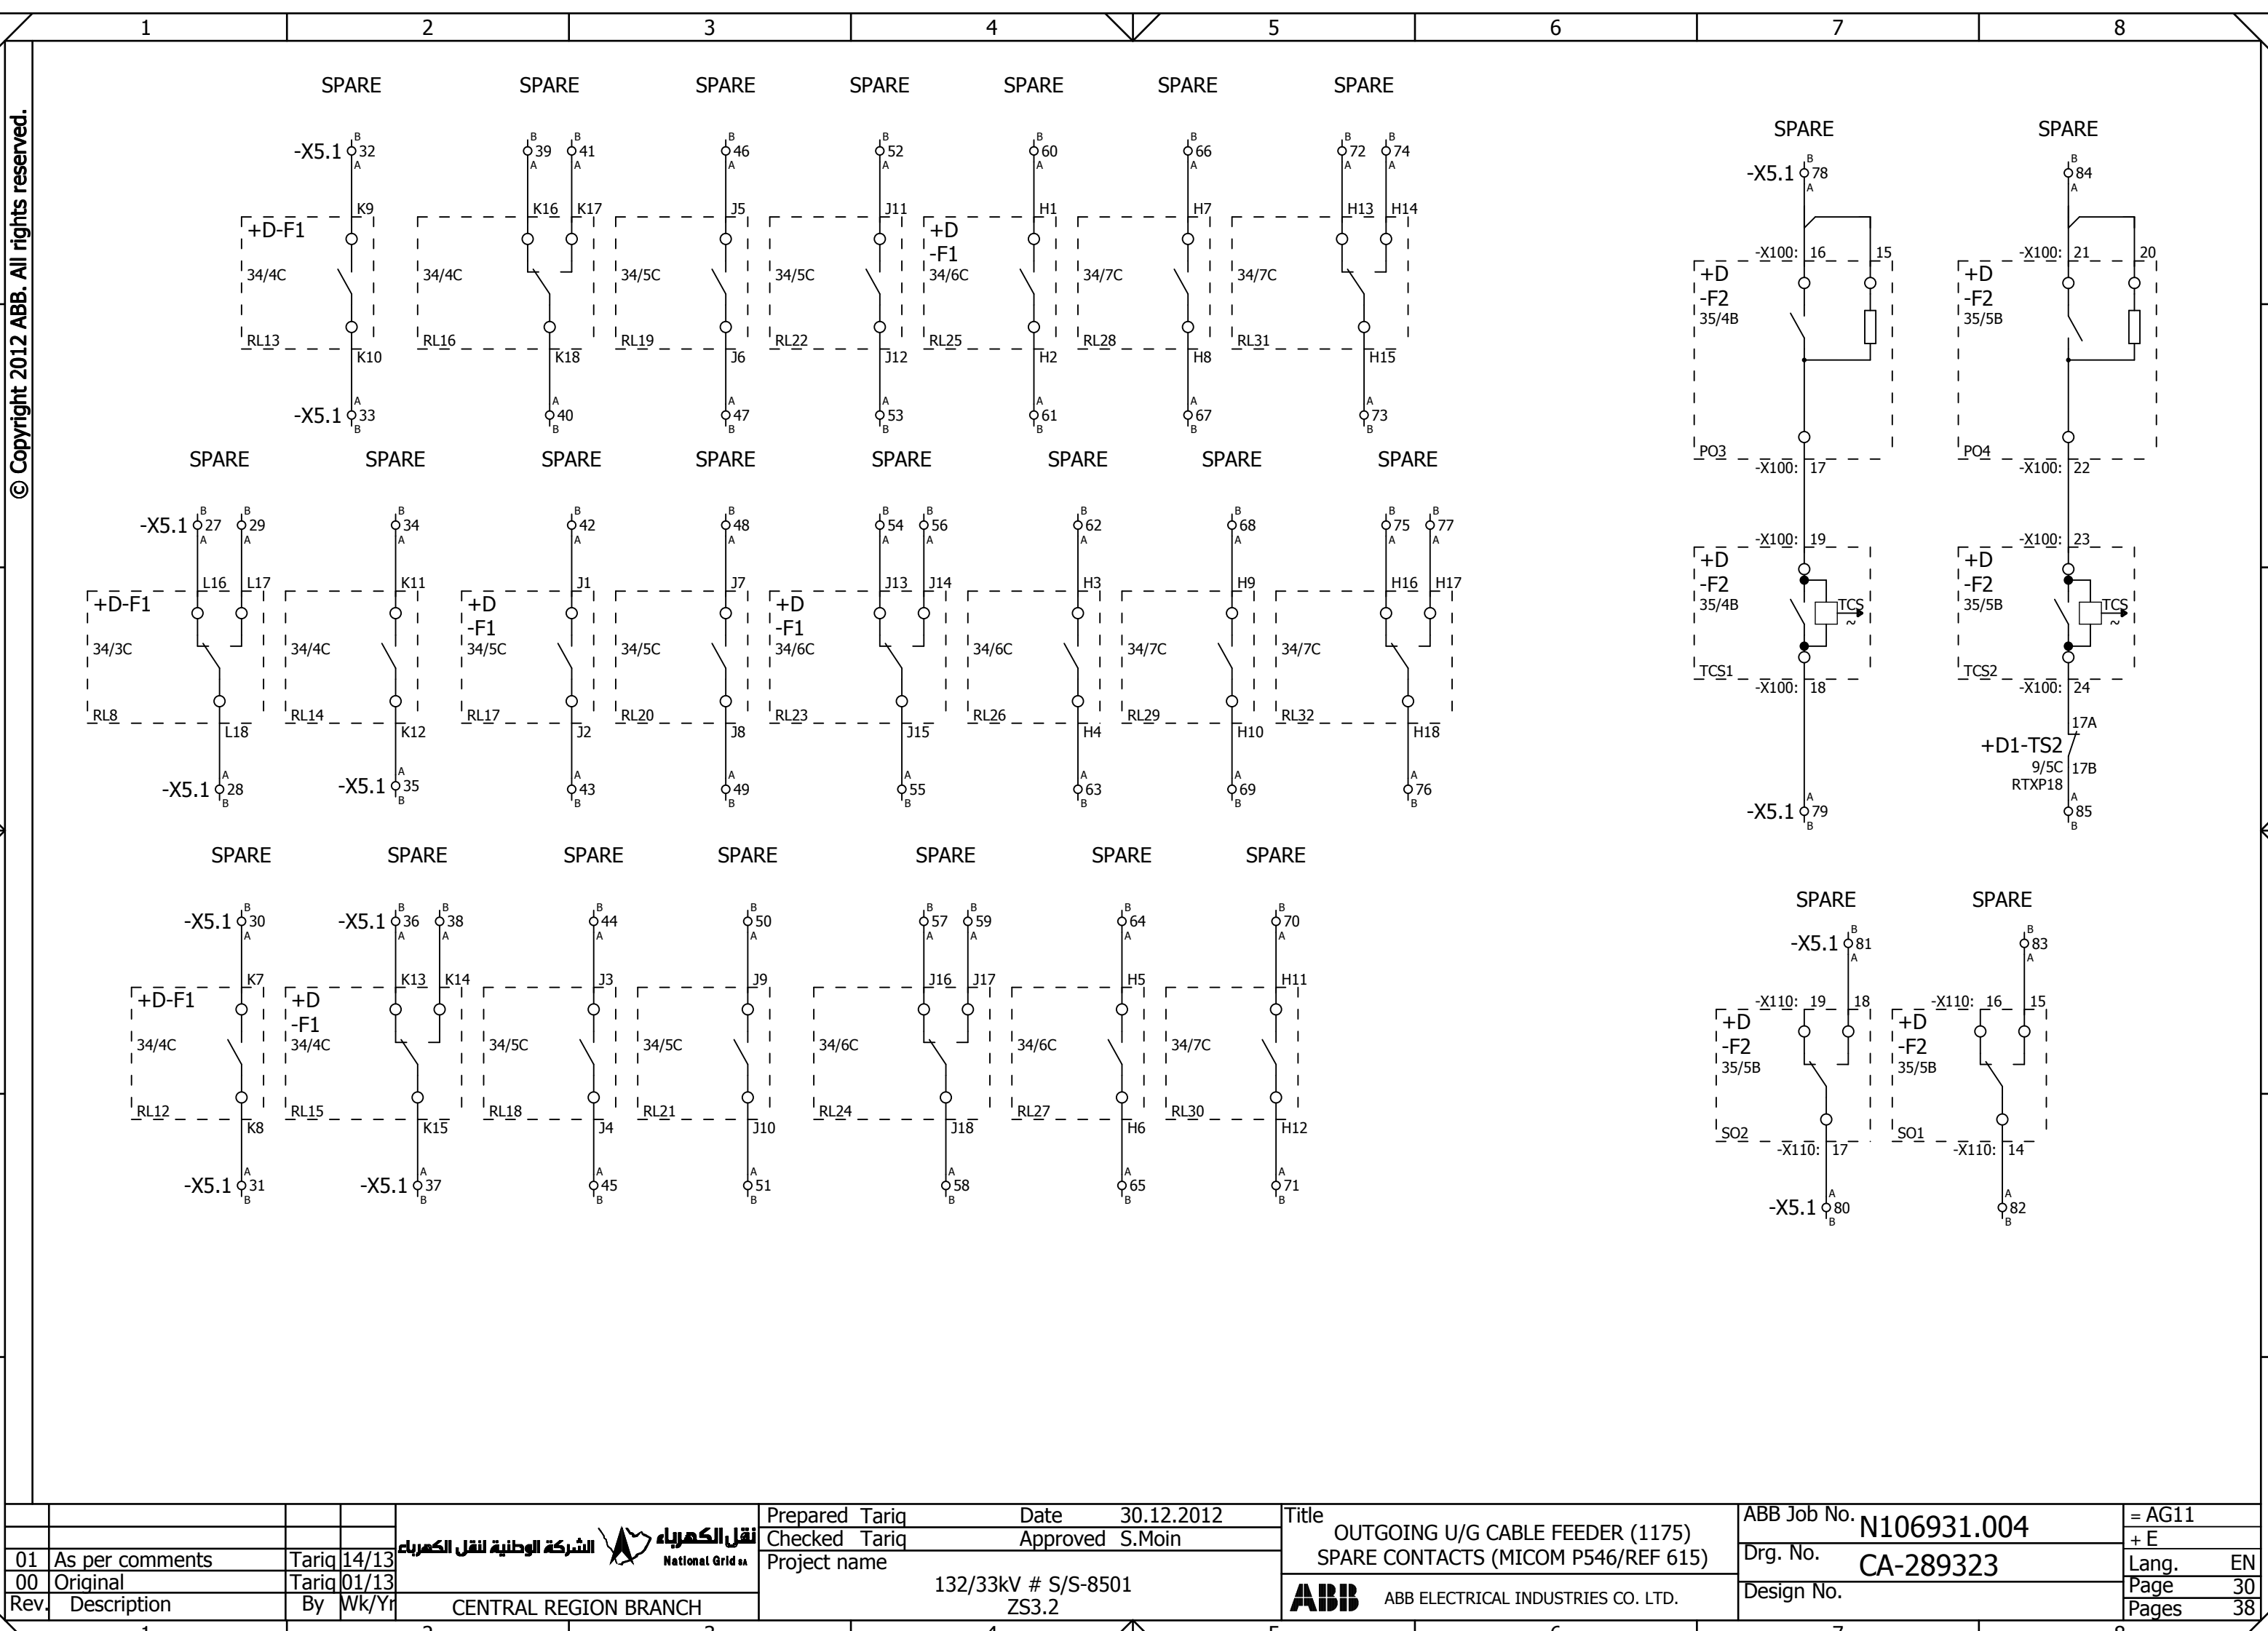 1 2 3 4 5 6 7 8
© Copyright 2012 ABB. All rights reserved.
SPARE SPARE SPARE SPARE SPARE SPARE SPARE
B B B B B B B B B
-X5.1 32 39 41 46 52 60 66 72 74
A A A A A A A A A
K9 K16 K17 J5 J11 H1 H7 H13 H14
+D-F1 +D
-F1
34/4C 34/4C 34/5C 34/5C 34/6C 34/7C 34/7C
RL13 RL16 RL19 RL22 RL25 RL28 RL31
K10 K18 J6 J12 H2 H8 H15
A A A A A A A
-X5.1 33 40 47 53 61 67 73
B B B B B B B
SPARE SPARE SPARE SPARE SPARE SPARE SPARE SPARE
B B B B B B B B B B B
-X5.1 27 29 34 42 48 54 56 62 68 75 77
A A A A A A A A A A A
L16 L17 K11 J1 J7 J13 J14 H3 H9 H16 H17
+D-F1 +D +D
-F1 -F1
34/3C 34/4C 34/5C 34/5C 34/6C 34/6C 34/7C 34/7C
RL8 RL14 RL17 RL20 RL23 RL26 RL29 RL32
L18 K12 J2 J8 J15 H4 H10 H18
A A A A A A A A
-X5.1 28 -X5.1 35 43 49 55 63 69 76
B B B B B B B B
SPARE SPARE SPARE SPARE SPARE SPARE SPARE
B B B B B B B B B
-X5.1 30 -X5.1 36 38 44 50 57 59 64 70
A A A A A A A A A
K7 K13 K14 J3 J9 J16 J17 H5 H11
+D-F1 +D
-F1
34/4C 34/4C 34/5C 34/5C 34/6C 34/6C 34/7C
RL12 RL15 RL18 RL21 RL24 RL27 RL30
K8 K15 J4 J10 J18 H6 H12
A A A A A A A
-X5.1 31 -X5.1 37 45 51 58 65 71
B B B B B B B
SPARE SPARE
B B
-X5.1 78 84
A A
-X100: 16 15 -X100: 21 20
+D +D
-F2 -F2
35/4B 35/5B
PO3 PO4
-X100: 17 -X100: 22
-X100: 19 -X100: 23
+D +D
-F2 -F2
35/4B TCS 35/5B TCS
~ ~
TCS1 TCS2
-X100: 18 -X100: 24
17A
+D1-TS2
9/5C 17B
RTXP18
A A
-X5.1 79 85
B B
SPARE SPARE
B B
-X5.1 81 83
A A
-X110: 19 18 -X110: 16 15
+D +D
-F2 -F2
35/5B 35/5B
SO2 SO1
-X110: 17 -X110: 14
A A
-X5.1 80 82
B B
01 As per comments Tariq 14/13
00 Original Tariq 01/13
Rev. Description By Wk/Yr
الشركة الوطنية لنقل الكهرباء
نقل الكهرباء
National Grid SA
CENTRAL REGION BRANCH
Prepared Tariq Date 30.12.2012
Checked Tariq Approved S.Moin
Project name
132/33kV # S/S-8501
ZS3.2
Title
OUTGOING U/G CABLE FEEDER (1175)
SPARE CONTACTS (MICOM P546/REF 615)
ABB ABB ELECTRICAL INDUSTRIES CO. LTD.
ABB Job No. N106931.004
Drg. No. CA-289323
Design No.
= AG11
+ E
Lang. EN
Page 30
Pages 38